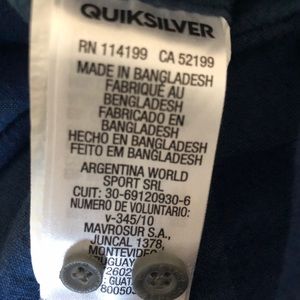 QUIKSILVER
RN 114199 CA 52199
MADE IN BANGLADESH
FABRIQUÉ AU
BENGLADESH
FABRICADO EN
BANGLADESH
HECHO EN BANGLADESH
FEITO EM BANGLADESH
ARGENTINA WORLD
SPORT SRL
CUIT: 30-69120930-6
NUMERO DE VOLUNTARIO:
v-345/10
MAVROSUR S.A.,
JUNCAL 1378,
MONTEVIDEO